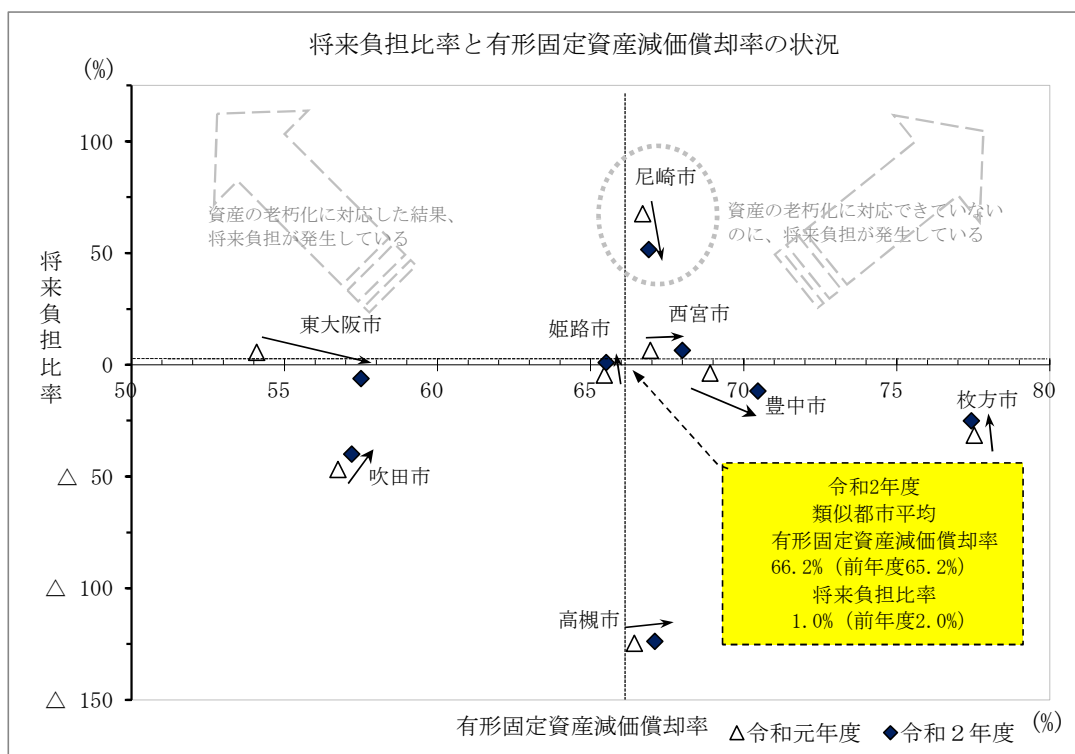 将来負担比率と有形固定資産減価償却率の状況
(%)
100
50
0
△ 50
△ 100
△ 150
将来負担比率
50
55
60
65
70
75
80
資産の老朽化に対応した結果、
将来負担が発生している
尼崎市
資産の老朽化に対応できていない
のに、将来負担が発生している
東大阪市
姫路市
西宮市
豊中市
枚方市
吹田市
高槻市
令和2年度
類似都市平均
有形固定資産減価償却率
66.2%(前年度65.2%)
将来負担比率
1.0%(前年度2.0%)
有形固定資産減価償却率
(%)
△令和元年度 ◆令和２年度